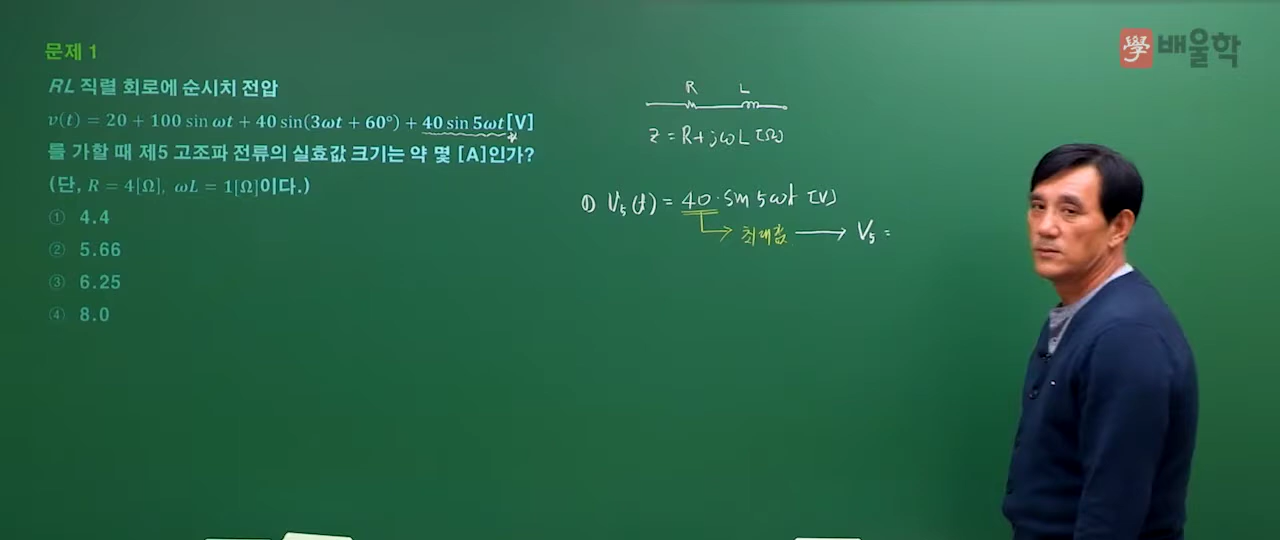 문제 1
RL 직렬 회로에 순시치 전압
v(t) = 20 + 100 sin ωt + 40 sin(3ωt + 60°) + 40 sin 5ωt[V]
를 가할 때 제5 고조파 전류의 실효값 크기는 약 몇 [A]인가?
(단, R = 4[Ω], ωL = 1[Ω]이다.)
① 4.4
② 5.66
③ 6.25
④ 8.0
學 배울학
R L
Z = R + jωL [Ω]
① V₅(t) = 40 · sin 5ωt [V]
최대값 → V₅ =